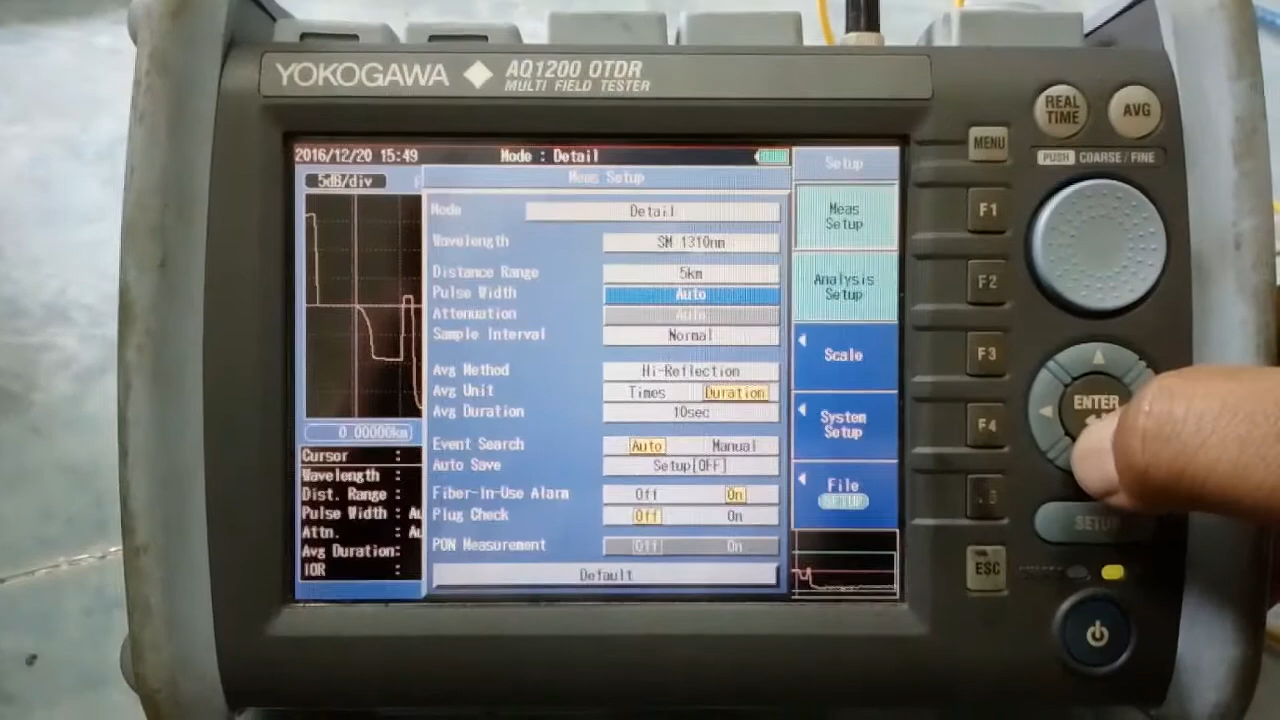 YOKOGAWA AQ1200 OTDR
MULTI FIELD TESTER
REAL TIME
AVG
MENU
PUSH COARSE / FINE
2016/12/20 15:49 Mode : Detail
Setup
5dB/div
Meas Setup
Mode Detail
Wavelength SM 1310nm
Distance Range 5km
Pulse Width Auto
Attenuation Auto
Sample Interval Normal
Avg Method Hi-Reflection
Avg Unit Times Duration
Avg Duration 10sec
Event Search Auto Manual
Auto Save Setup[OFF]
Fiber-In-Use Alarm Off On
Plug Check Off On
PON Measurement Off On
Default
0.00000km
Cursor :
Wavelength :
Dist. Range :
Pulse Width : Au
Attn. : Au
Avg Duration:
IOR :
Meas Setup
Analysis Setup
Scale
System Setup
File
SETUP
F1
F2
F3
F4
ESC
ENTER
SETUP